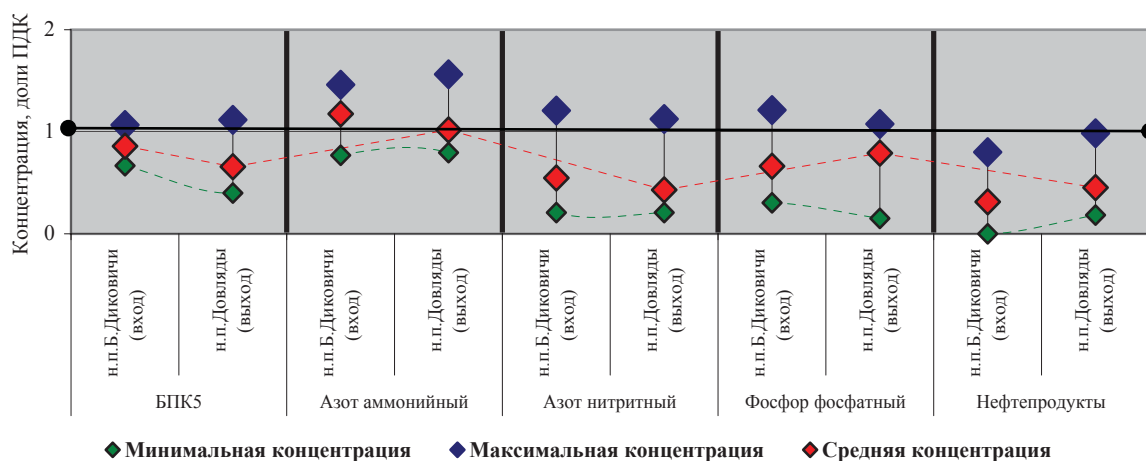 Концентрация, доли ПДК
2
1
0
н.п.Б.Диковичи
(вход)
н.п.Довляды
(выход)
н.п.Б.Диковичи
(вход)
н.п.Довляды
(выход)
н.п.Б.Диковичи
(вход)
н.п.Довляды
(выход)
н.п.Б.Диковичи
(вход)
н.п.Довляды
(выход)
н.п.Б.Диковичи
(вход)
н.п.Довляды
(выход)
БПК5
Азот аммонийный
Азот нитритный
Фосфор фосфатный
Нефтепродукты
Минимальная концентрация
Максимальная концентрация
Средняя концентрация